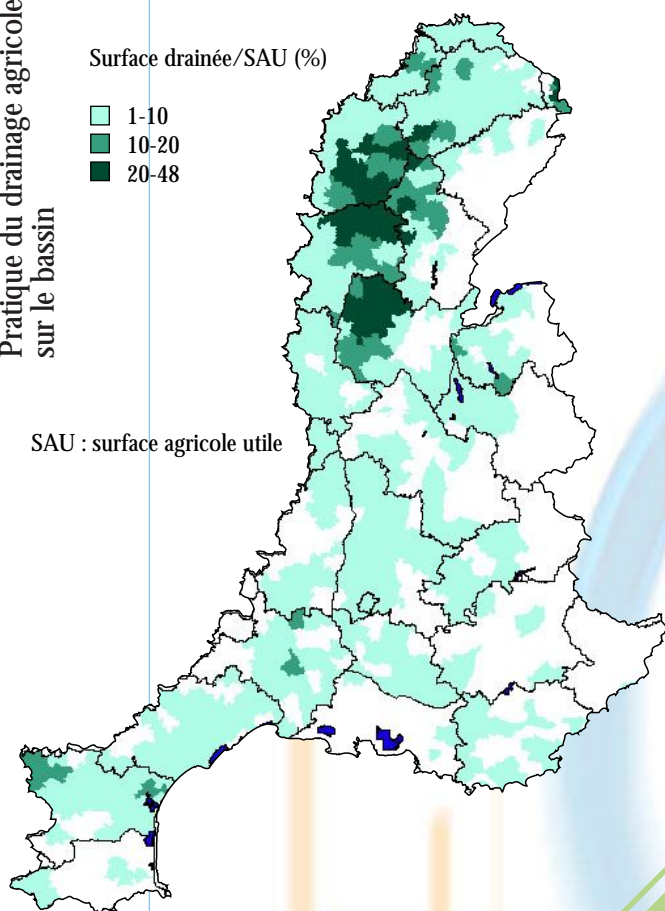 Pratique du drainage agricole
sur le bassin
Surface drainée/SAU (%)
1-10
10-20
20-48
SAU : surface agricole utile